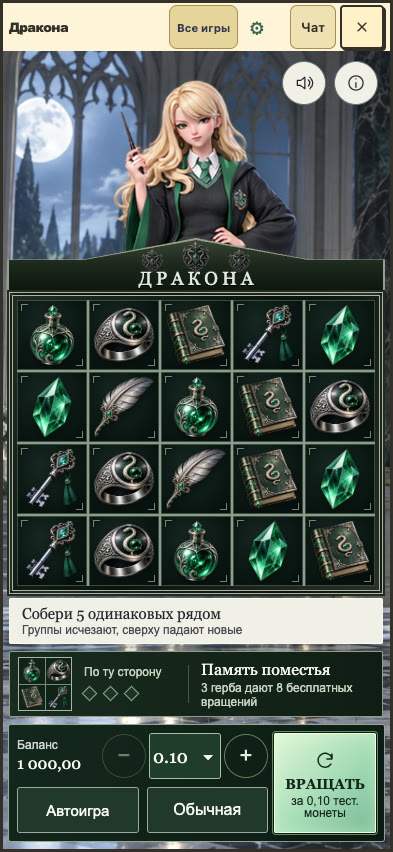 Дракона
Все игры
Чат
ДРАКОНА
Собери 5 одинаковых рядом
Группы исчезают, сверху падают новые
По ту сторону
Память поместья
3 герба дают 8 бесплатных
вращений
Баланс
1 000,00
0.10
ВРАЩАТЬ
за 0,10 тест.
монеты
Автоигра
Обычная